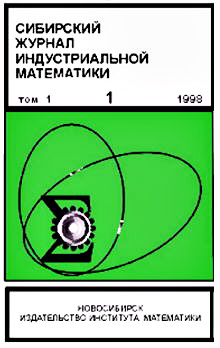 СИБИРСКИЙ
ЖУРНАЛ
ИНДУСТРИАЛЬНОЙ
МАТЕМАТИКИ
том 1 1 1998
НОВОСИБИРСК
ИЗДАТЕЛЬСТВО ИНСТИТУТА МАТЕМАТИКИ